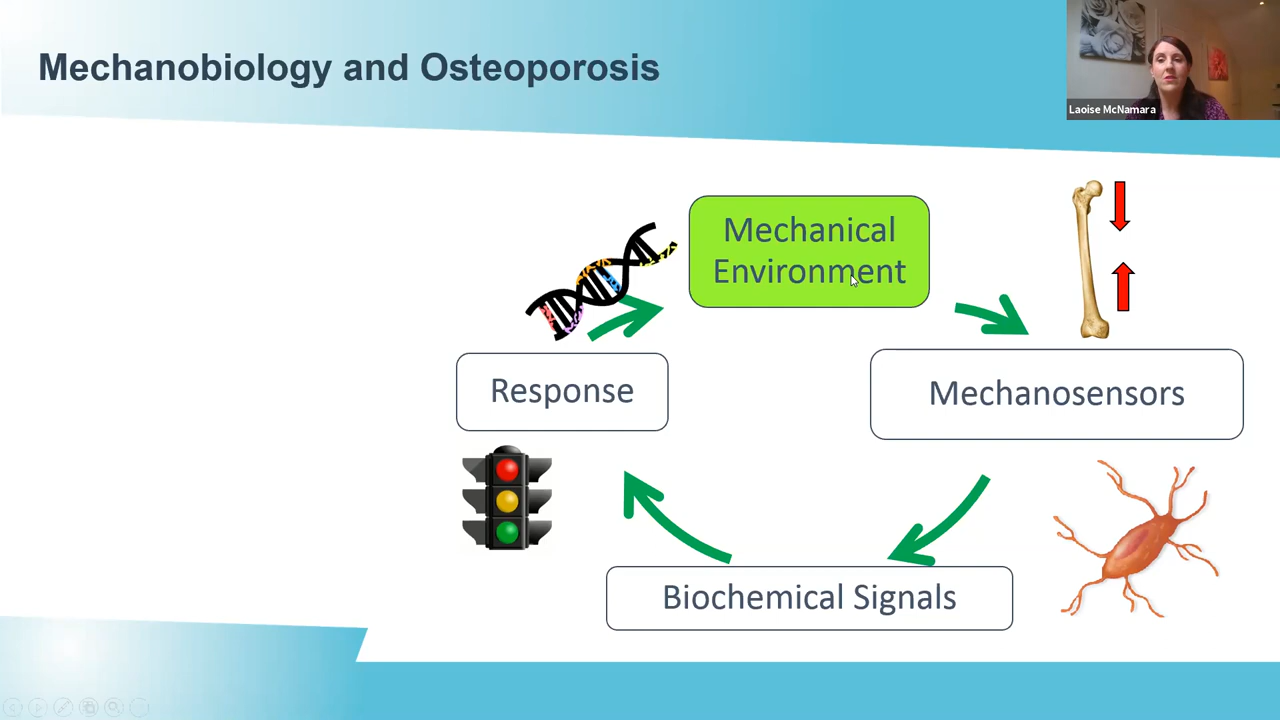 Mechanobiology and Osteoporosis
Laoise McNamara
Mechanical
Environment
Response
Mechanosensors
Biochemical Signals